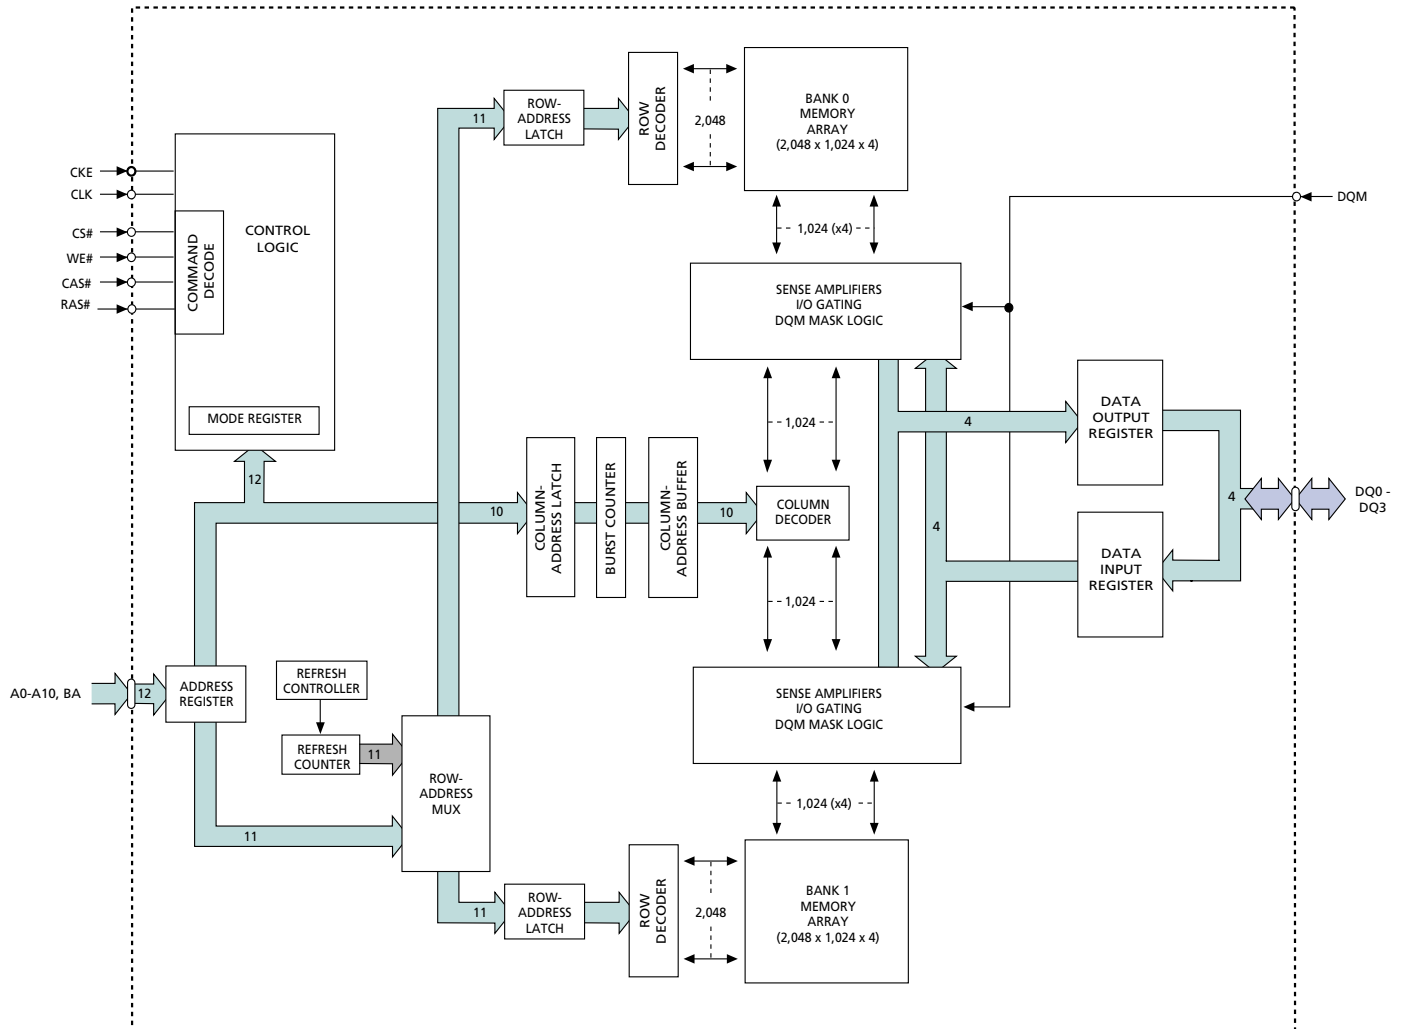 CKE
CLK
CS#
WE#
CAS#
RAS#
COMMAND
DECODE
CONTROL
LOGIC
MODE REGISTER
12
11
ROW-
ADDRESS
LATCH
ROW
DECODER
2,048
BANK 0
MEMORY
ARRAY
(2,048 x 1,024 x 4)
1,024 (x4)
DQM
SENSE AMPLIFIERS
I/O GATING
DQM MASK LOGIC
1,024
4
DATA
OUTPUT
REGISTER
10
COLUMN-
ADDRESS LATCH
BURST COUNTER
COLUMN-
ADDRESS BUFFER
10
COLUMN
DECODER
4
4
DQ0 -
DQ3
DATA
INPUT
REGISTER
1,024
A0-A10, BA
12
ADDRESS
REGISTER
REFRESH
CONTROLLER
REFRESH
COUNTER
11
ROW-
ADDRESS
MUX
11
SENSE AMPLIFIERS
I/O GATING
DQM MASK LOGIC
1,024 (x4)
11
ROW-
ADDRESS
LATCH
ROW
DECODER
2,048
BANK 1
MEMORY
ARRAY
(2,048 x 1,024 x 4)